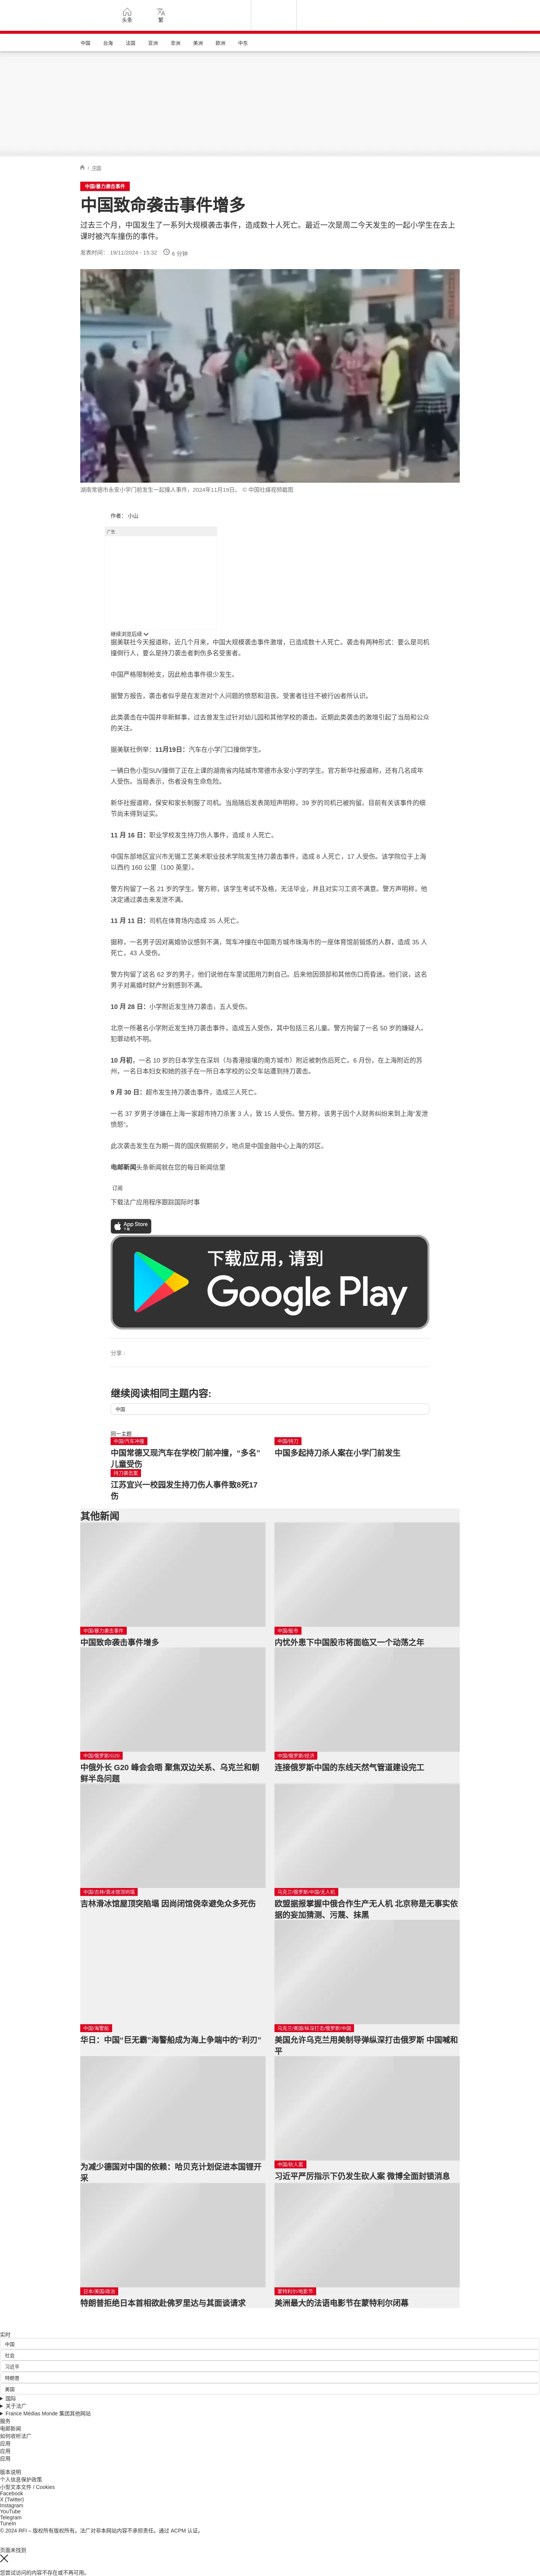 头条
繁
中国
台海
法国
亚洲
非洲
美洲
欧洲
中东
/ 中国
中国/暴力袭击事件
中国致命袭击事件增多
过去三个月，中国发生了一系列大规模袭击事件，造成数十人死亡。最近一次是周二今天发生的一起小学生在去上
课时被汽车撞伤的事件。
发表时间： 19/11/2024 - 15:32
6 分钟
湖南常德市永安小学门前发生一起撞人事件，2024年11月19日。 © 中国社媒视频截图
作者： 小山
广告
继续浏览后续
据美联社今天报道称，近几个月来，中国大规模袭击事件激增，已造成数十人死亡。袭击有两种形式：要么是司机
撞倒行人，要么是持刀袭击者刺伤多名受害者。
中国严格限制枪支，因此枪击事件很少发生。
据警方报告，袭击者似乎是在发泄对个人问题的愤怒和沮丧。受害者往往不被行凶者所认识。
此类袭击在中国并非新鲜事，过去曾发生过针对幼儿园和其他学校的袭击。近期此类袭击的激增引起了当局和公众
的关注。
据美联社例举：11月19日：汽车在小学门口撞倒学生。
一辆白色小型SUV撞倒了正在上课的湖南省内陆城市常德市永安小学的学生。官方新华社报道称，还有几名成年
人受伤。当局表示，伤者没有生命危险。
新华社报道称，保安和家长制服了司机。当局随后发表简短声明称，39 岁的司机已被拘留。目前有关该事件的细
节尚未得到证实。
11 月 16 日：职业学校发生持刀伤人事件，造成 8 人死亡。
中国东部地区宜兴市无锡工艺美术职业技术学院发生持刀袭击事件，造成 8 人死亡，17 人受伤。该学院位于上海
以西约 160 公里（100 英里）。
警方拘留了一名 21 岁的学生。警方称，该学生考试不及格，无法毕业，并且对实习工资不满意。警方声明称，他
决定通过袭击来发泄不满。
11 月 11 日：司机在体育场内造成 35 人死亡。
据称，一名男子因对离婚协议感到不满，驾车冲撞在中国南方城市珠海市的一座体育馆前锻炼的人群，造成 35 人
死亡，43 人受伤。
警方拘留了这名 62 岁的男子，他们说他在车里试图用刀刺自己。后来他因颈部和其他伤口而昏迷。他们说，这名
男子对离婚时财产分割感到不满。
10 月 28 日：小学附近发生持刀袭击，五人受伤。
北京一所著名小学附近发生持刀袭击事件，造成五人受伤，其中包括三名儿童。警方拘留了一名 50 岁的嫌疑人。
犯罪动机不明。
10 月初，一名 10 岁的日本学生在深圳（与香港接壤的南方城市）附近被刺伤后死亡。6 月份，在上海附近的苏
州，一名日本妇女和她的孩子在一所日本学校的公交车站遭到持刀袭击。
9 月 30 日：超市发生持刀袭击事件，造成三人死亡。
一名 37 岁男子涉嫌在上海一家超市持刀杀害 3 人，致 15 人受伤。警方称，该男子因个人财务纠纷来到上海“发泄
愤怒”。
此次袭击发生在为期一周的国庆假期前夕，地点是中国金融中心上海的郊区。
电邮新闻头条新闻就在您的每日新闻信里
订阅
下载法广应用程序跟踪国际时事
App Store
下载
下载应用，请到
Google Play
分享 :
继续阅读相同主题内容:
中国
同一主题
中国/汽车冲撞
中国常德又现汽车在学校门前冲撞，“多名”
儿童受伤
中国/持刀
中国多起持刀杀人案在小学门前发生
持刀袭击案
江苏宜兴一校园发生持刀伤人事件致8死17
伤
其他新闻
中国/暴力袭击事件
中国致命袭击事件增多
中国/股市
内忧外患下中国股市将面临又一个动荡之年
中国/俄罗斯/G20
中俄外长 G20 峰会会晤 聚焦双边关系、乌克兰和朝
鲜半岛问题
中国/俄罗斯/经济
连接俄罗斯中国的东线天然气管道建设完工
中国/吉林/滑冰馆顶坍塌
吉林滑冰馆屋顶突陷塌 因尚闭馆侥幸避免众多死伤
乌克兰/俄罗斯/中国/无人机
欧盟据报掌握中俄合作生产无人机 北京称是无事实依
据的妄加猜测、污蔑、抹黑
中国/海警船
华日：中国“巨无霸”海警船成为海上争端中的“利刃”
乌克兰/美国/纵深打击/俄罗斯/中国
美国允许乌克兰用美制导弹纵深打击俄罗斯 中国喊和
平
为减少德国对中国的依赖：哈贝克计划促进本国锂开
采
中国/砍人案
习近平严厉指示下仍发生砍人案 微博全面封锁消息
日本/美国/政治
特朗普拒绝日本首相欲赴佛罗里达与其面谈请求
蒙特利尔/电影节
美洲最大的法语电影节在蒙特利尔闭幕
实时
中国
社会
习近平
特朗普
美国
国际
关于法广
France Médias Monde 集团其他网站
服务
电邮新闻
如何收听法广
应用
应用
应用
版本说明
个人信息保护政策
小型文本文件 / Cookies
Facebook
X (Twitter)
Instagram
YouTube
Telegram
TuneIn
© 2024 RFI – 版权所有版权所有。法广对非本网站内容不承担责任。通过 ACPM 认证。
页面未找到
您尝试访问的内容不存在或不再可用。